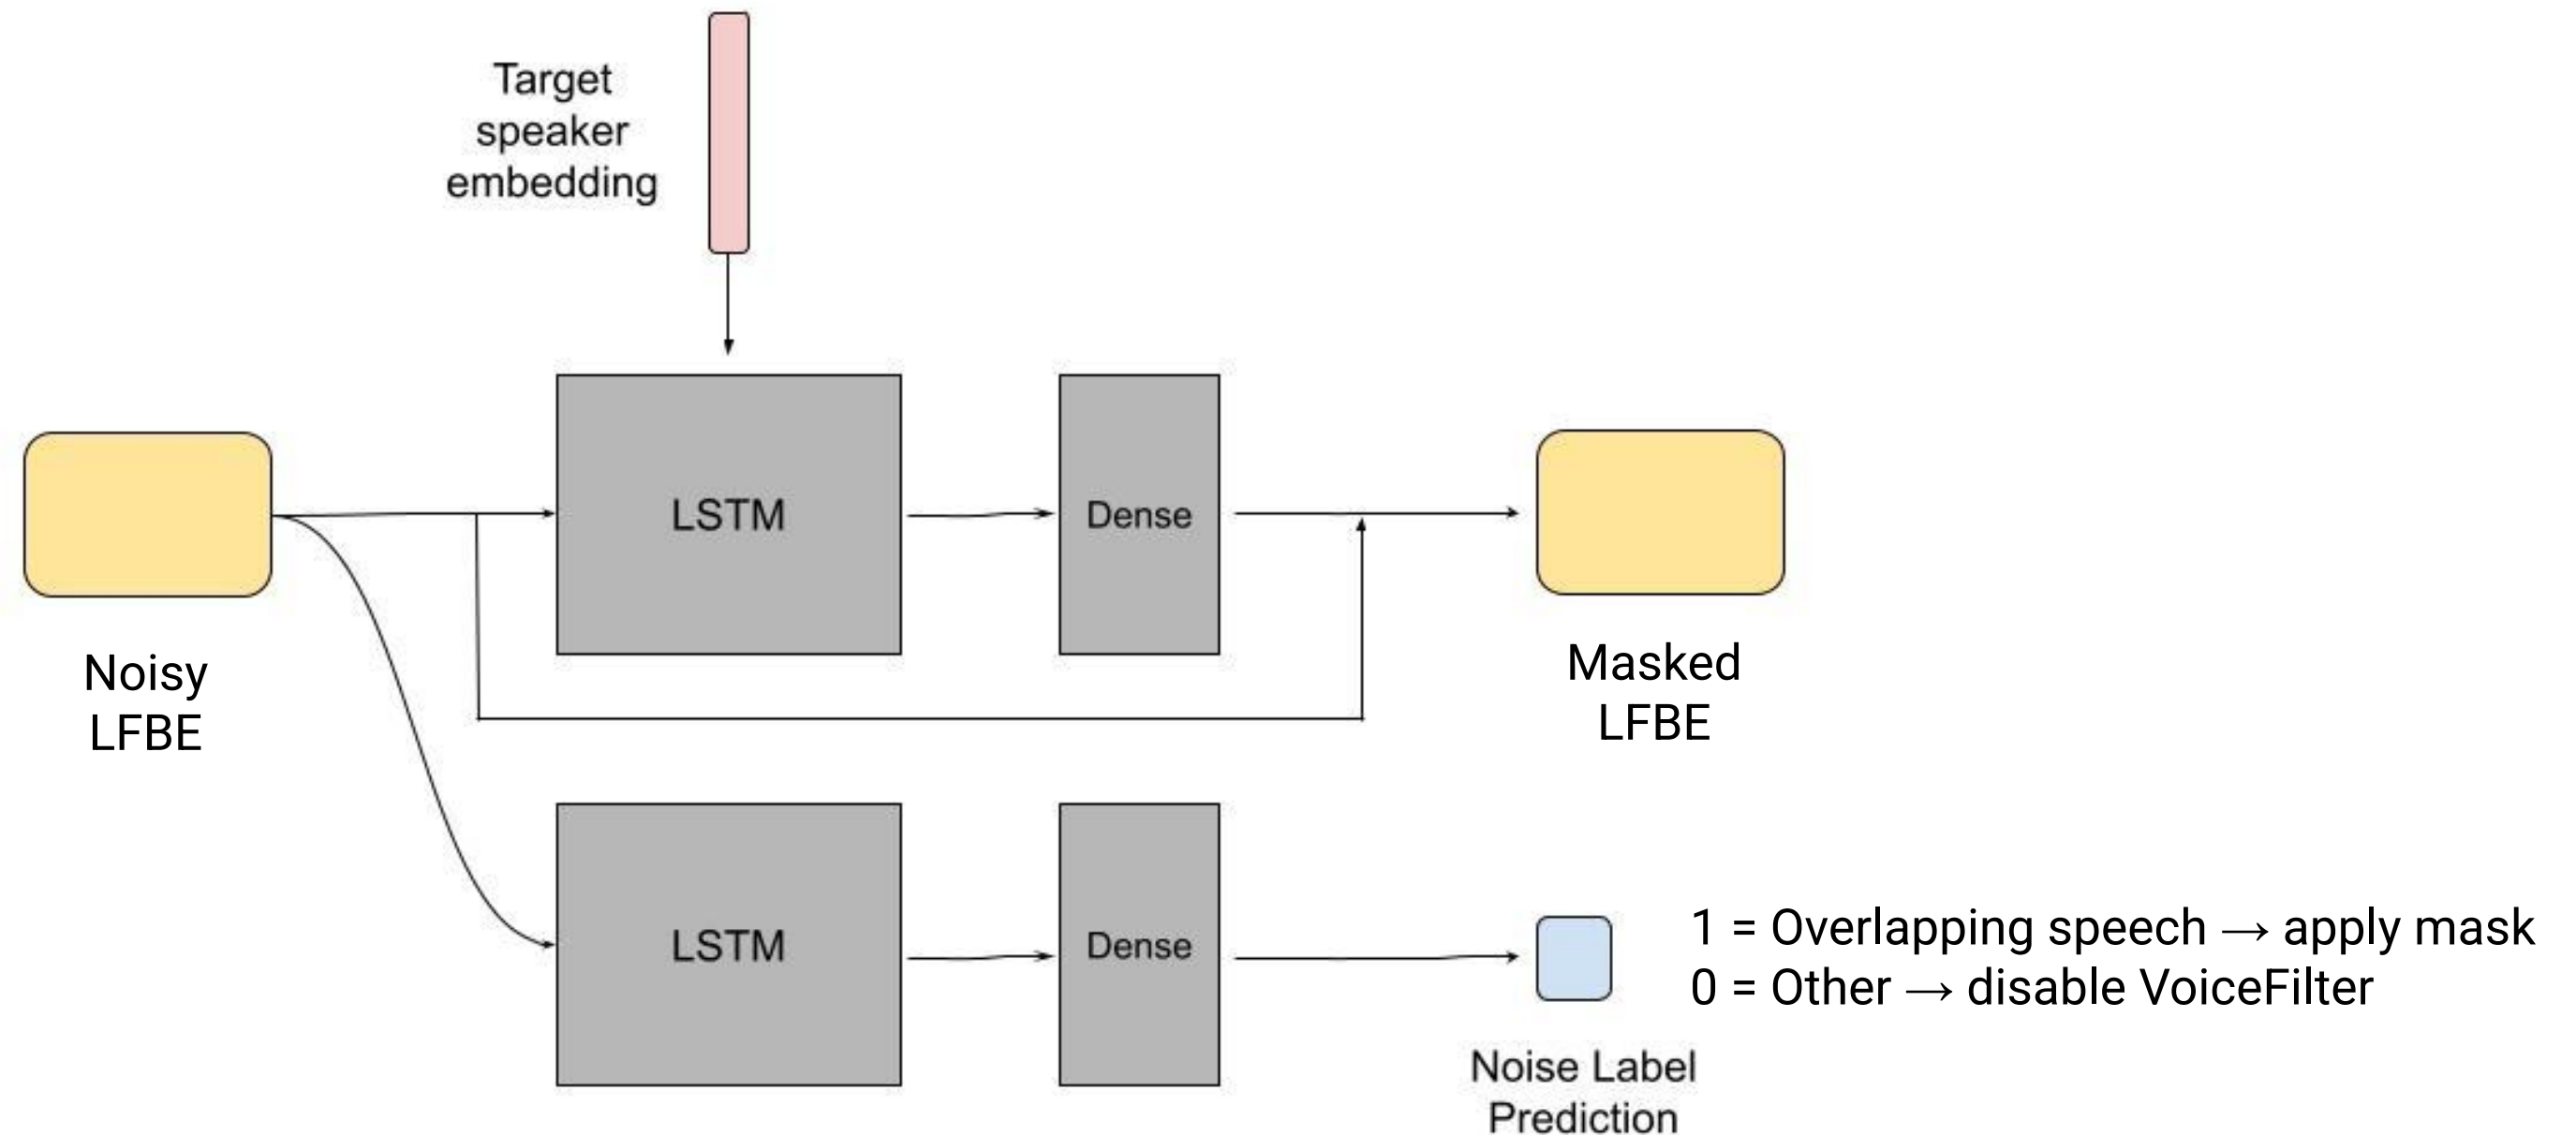 Target
speaker
embedding
LSTM
Dense
Noisy
LFBE
Masked
LFBE
LSTM
Dense
1 = Overlapping speech → apply mask
0 = Other → disable VoiceFilter
Noise Label
Prediction